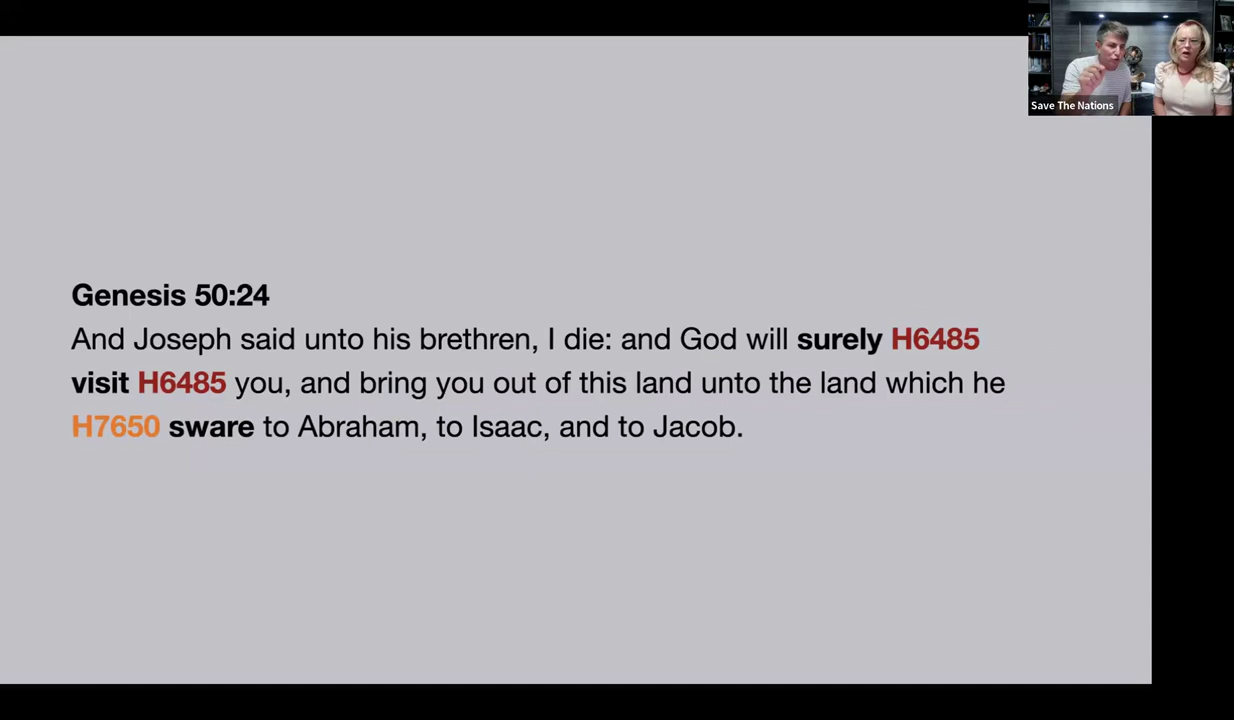 Save The Nations
Genesis 50:24
And Joseph said unto his brethren, I die: and God will surely H6485
visit H6485 you, and bring you out of this land unto the land which he
H7650 sware to Abraham, to Isaac, and to Jacob.